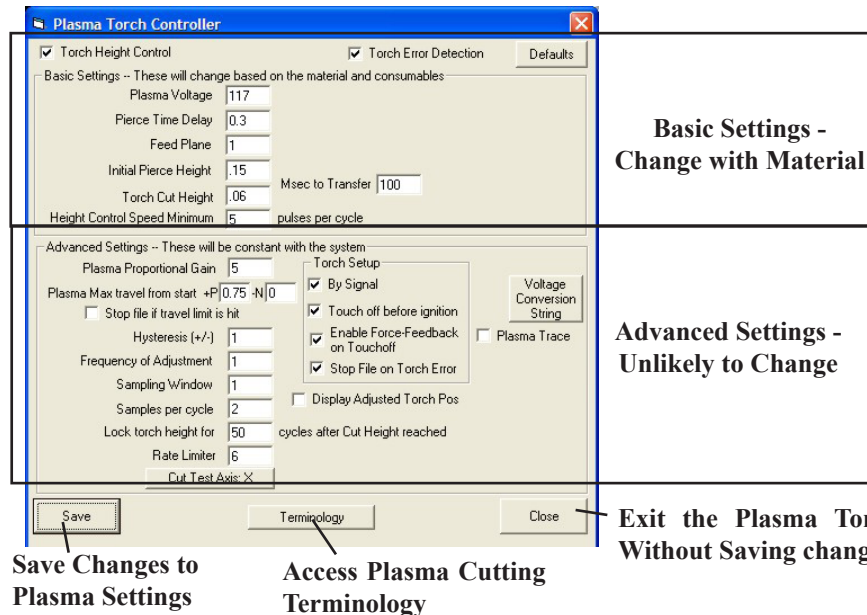 Plasma Torch Controller
Torch Height Control
Torch Error Detection
Defaults
Basic Settings -- These will change based on the material and consumables
Plasma Voltage 117
Pierce Time Delay 0.3
Feed Plane 1
Initial Pierce Height .15
Msec to Transfer 100
Torch Cut Height .06
Height Control Speed Minimum 5 pulses per cycle
Basic Settings -
Change with Material
Advanced Settings -- These will be constant with the system
Plasma Proportional Gain 5
Plasma Max travel from start +P 0.75 -N 0
Stop file if travel limit is hit
Hysteresis (+/-) 1
Frequency of Adjustment 1
Sampling Window 1
Samples per cycle 2
Lock torch height for 50 cycles after Cut Height reached
Rate Limiter 6
Cut Test Axis: X
Torch Setup
By Signal
Touch off before ignition
Enable Force-Feedback
on Touchoff
Stop File on Torch Error
Display Adjusted Torch Pos
Voltage
Conversion
String
Plasma Trace
Advanced Settings -
Unlikely to Change
Save
Terminology
Close
Save Changes to
Plasma Settings
Access Plasma Cutting
Terminology
Exit the Plasma Tor
Without Saving chang